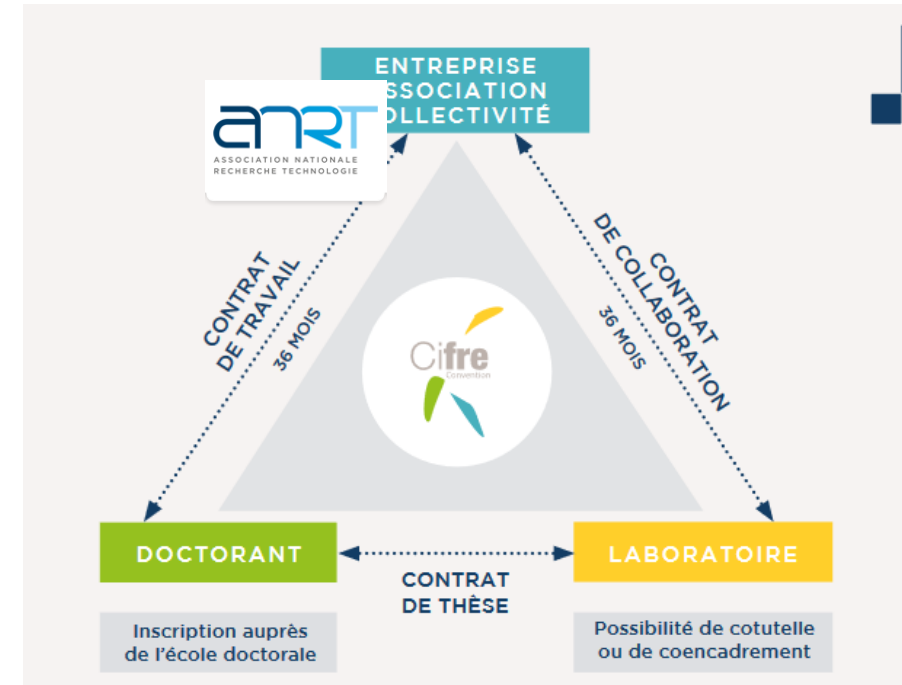 ENTREPRISE
SSOCIATION
OLLECTIVITÉ
anRT
ASSOCIATION NATIONALE
RECHERCHE TECHNOLOGIE
CONTRAT
DE TRAVAIL
36 MOIS
CONTRAT
DE COLLABORATION
36 MOIS
Cifre
Convention
DOCTORANT
LABORATOIRE
CONTRAT
DE THÈSE
Inscription auprès
de l'école doctorale
Possibilité de cotutelle
ou de coencadrement